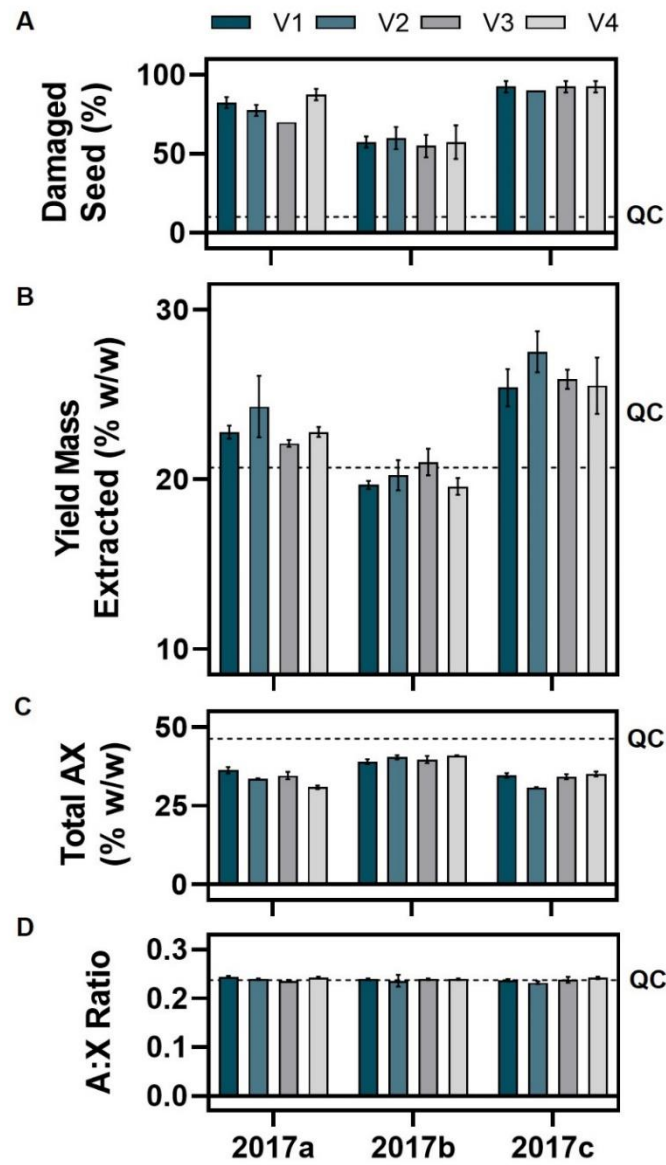 A
V1 V2 V3 V4
Damaged
Seed (%)
100
50
0
QC
B
Yield Mass
Extracted (% w/w)
30
20
10
QC
C
Total AX
(% w/w)
50
25
0
QC
D
A:X Ratio
0.3
0.2
0.1
0.0
QC
2017a 2017b 2017c